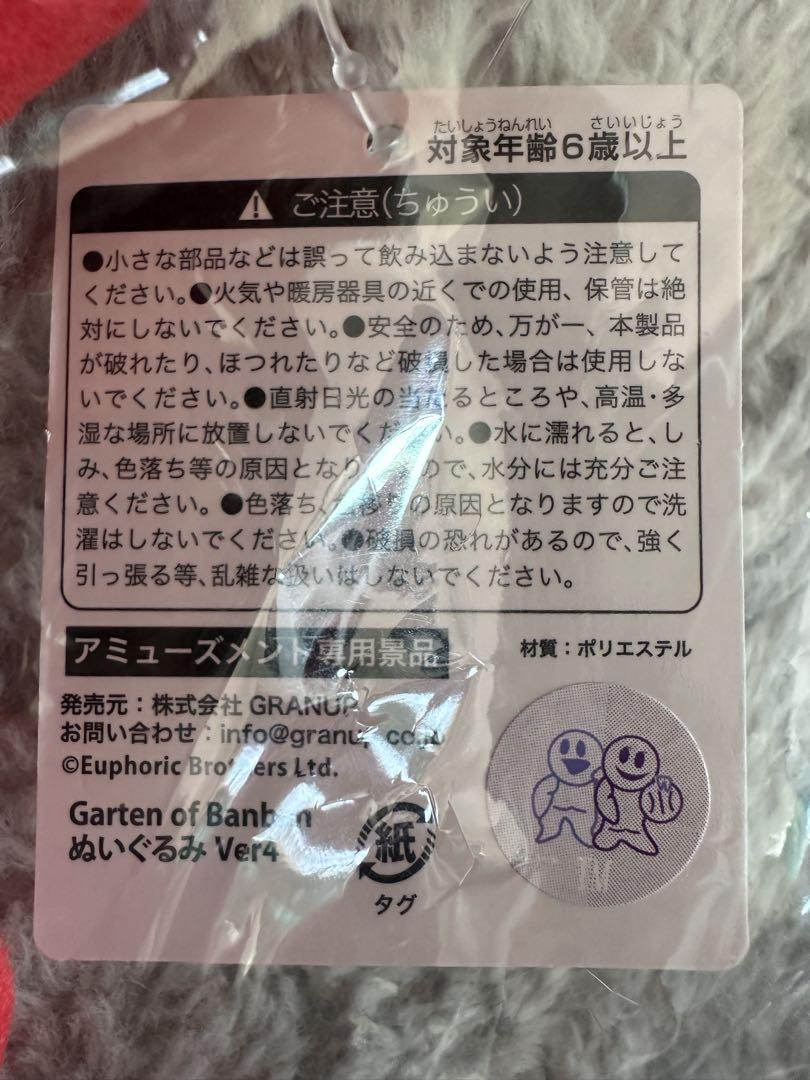 たいしょうねんれい さいいじょう
対象年齢6歳以上
ご注意(ちゅうい)
●小さな部品などは誤って飲み込まないよう注意して
ください。●火気や暖房器具の近くでの使用、保管は絶
対にしないでください。●安全のため、万が一、本製品
が破れたり、ほつれたりなど破損した場合は使用しな
いでください。●直射日光の当たるところや、高温・多
湿な場所に放置しないでください。●水に濡れると、し
み、色落ち等の原因となりますので、水分には充分ご注
意ください。●色落ち、色移りの原因となりますので洗
濯はしないでください。●破損の恐れがあるので、強く
引っ張る等、乱雑な扱いはしないでください。
アミューズメント専用景品
材質：ポリエステル
発売元：株式会社 GRANUP
お問い合わせ：info@granup.co.jp
©Euphoric Brothers Ltd.
Garten of Banban
ぬいぐるみ Ver4
紙
タグ
TM